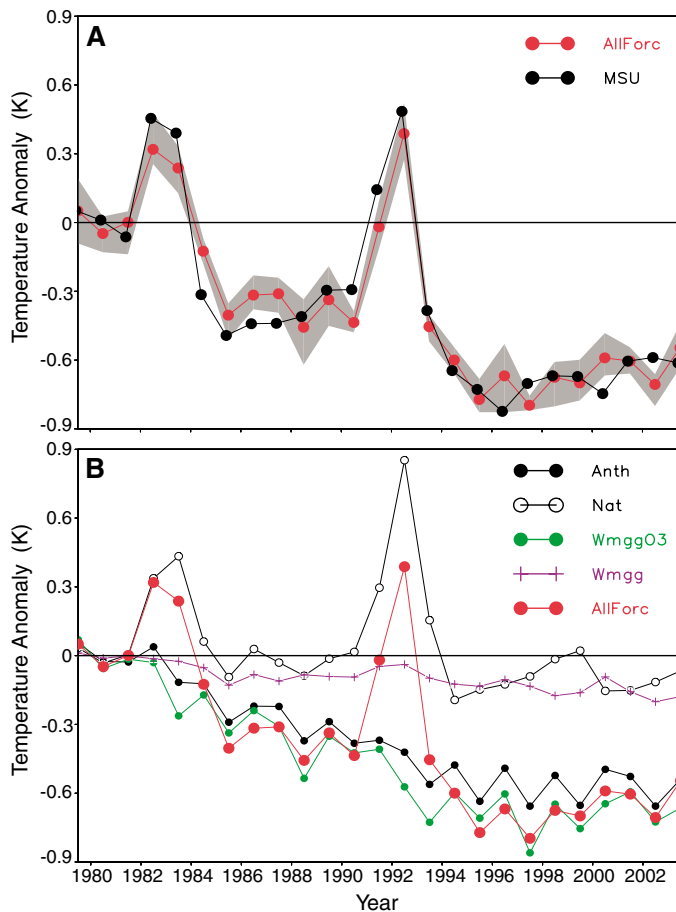 A
AllForc
MSU
Temperature Anomaly (K)
0.9
0.6
0.3
0
-0.3
-0.6
-0.9
B
Anth
Nat
WmggO3
Wmgg
AllForc
Temperature Anomaly (K)
0.9
0.6
0.3
0
-0.3
-0.6
-0.9
1980 1982 1984 1986 1988 1990 1992 1994 1996 1998 2000 2002
Year